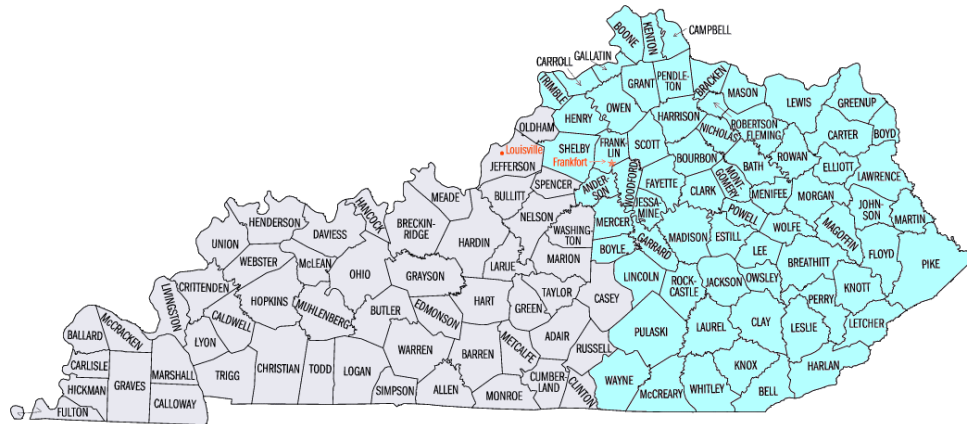 BOONE
KENTON
CAMPBELL
GALLATIN
CARROLL
TRIMBLE
GRANT
PENDLE-
TON
BRACKEN
MASON
LEWIS
GREENUP
OWEN
HENRY
HARRISON
ROBERTSON
FLEMING
NICHOLAS
CARTER
BOYD
OLDHAM
SHELBY
FRANK-
LIN
SCOTT
BOURBON
BATH
ROWAN
ELLIOTT
LAWRENCE
Louisville
Frankfort
JEFFERSON
ANDER-
SON
WOODFORD
FAYETTE
CLARK
MONT-
GOMERY
MENIFEE
MORGAN
JOHN-
SON
MARTIN
MEADE
BULLITT
SPENCER
JESSA-
MINE
POWELL
WOLFE
MAGOFFIN
HANCOCK
BRECKIN-
RIDGE
NELSON
WASHING-
TON
MERCER
GARRARD
MADISON
ESTILL
LEE
BREATHITT
FLOYD
PIKE
HENDERSON
DAVIESS
UNION
HARDIN
BOYLE
WEBSTER
McLEAN
OHIO
GRAYSON
LARUE
MARION
LINCOLN
ROCK-
CASTLE
JACKSON
OWSLEY
KNOTT
CRITTENDEN
LIVINGSTON
HOPKINS
MUHLENBERG
BUTLER
EDMONSON
HART
GREEN
TAYLOR
CASEY
PERRY
LETCHER
BALLARD
McCRACKEN
LYON
CALDWELL
WARREN
BARREN
METCALFE
ADAIR
RUSSELL
PULASKI
LAUREL
CLAY
LESLIE
HARLAN
CARLISLE
HICKMAN
GRAVES
MARSHALL
CALLOWAY
FULTON
TRIGG
CHRISTIAN
TODD
LOGAN
SIMPSON
ALLEN
MONROE
CUMBER-
LAND
CLINTON
WAYNE
McCREARY
WHITLEY
KNOX
BELL